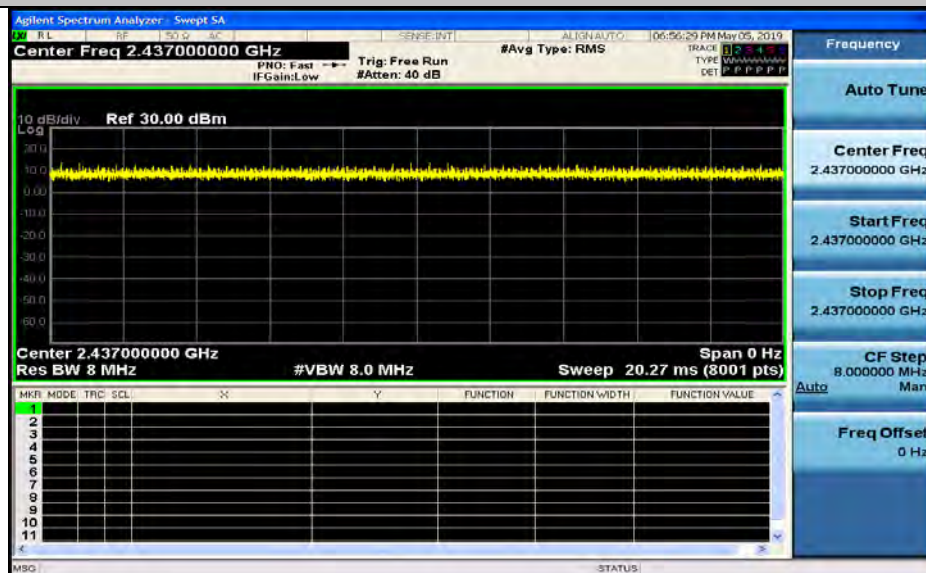 Agilent Spectrum Analyzer - Swept SA
LXI RL RF 50 Ω AC SENSE:INT ALIGN AUTO 06:56:29 PM May 05, 2019
Center Freq 2.437000000 GHz #Avg Type: RMS TRACE 1 2 3 4 5 6
PNO: Fast Trig: Free Run TYPE
IFGain:Low #Atten: 40 dB DET P P P P P P
10 dB/div Ref 30.00 dBm
Log
20.0
10.0
0.00
-10.0
-20.0
-30.0
-40.0
-50.0
-60.0
Center 2.437000000 GHz Span 0 Hz
Res BW 8 MHz #VBW 8.0 MHz Sweep 20.27 ms (8001 pts)
MKR MODE TRC SCL X Y FUNCTION FUNCTION WIDTH FUNCTION VALUE
1
2
3
4
5
6
7
8
9
10
11
MSG STATUS
Frequency
Auto Tune
Center Freq
2.437000000 GHz
Start Freq
2.437000000 GHz
Stop Freq
2.437000000 GHz
CF Step
8.000000 MHz
Auto Man
Freq Offset
0 Hz